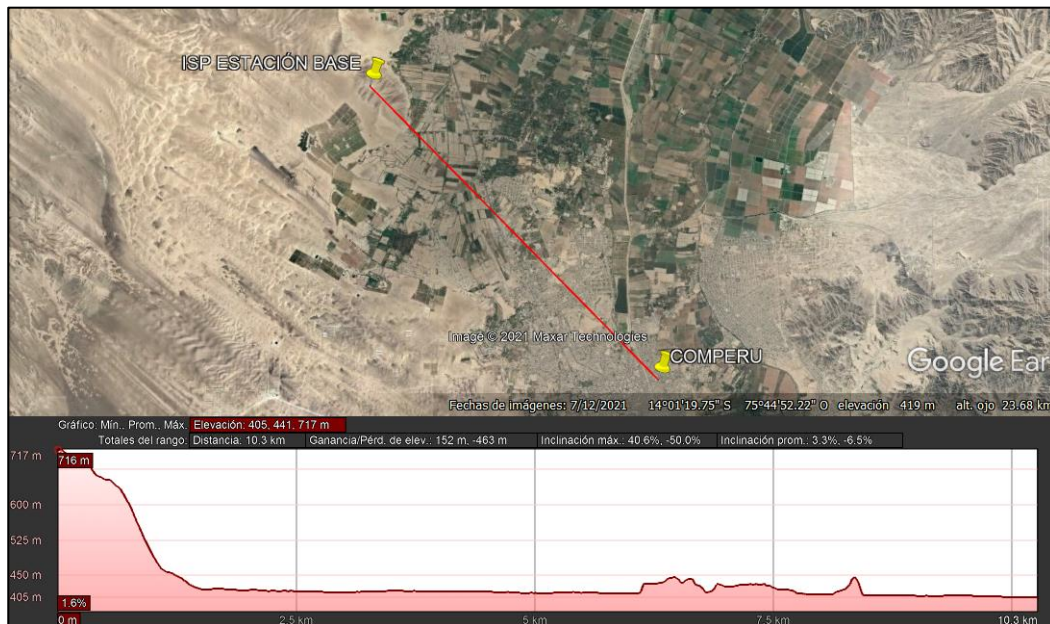 ISP ESTACIÓN BASE
Image © 2021 Maxar Technologies
COMPERU
Google Ear
Fechas de imágenes: 7/12/2021 14°01'19.75" S 75°44'52.22" O elevación 419 m alt. ojo 23.68 km
Gráfico: Mín., Prom., Máx. Elevación: 405, 441, 717 m
Totales del rango: Distancia: 10.3 km Ganancia/Pérd. de elev.: 152 m, -463 m Inclinación máx.: 40.6%, -50.0% Inclinación prom.: 3.3%, -6.5%
717 m
716 m
600 m
525 m
450 m
405 m
1.6%
0 m 2.5 km 5 km 7.5 km 10.3 km